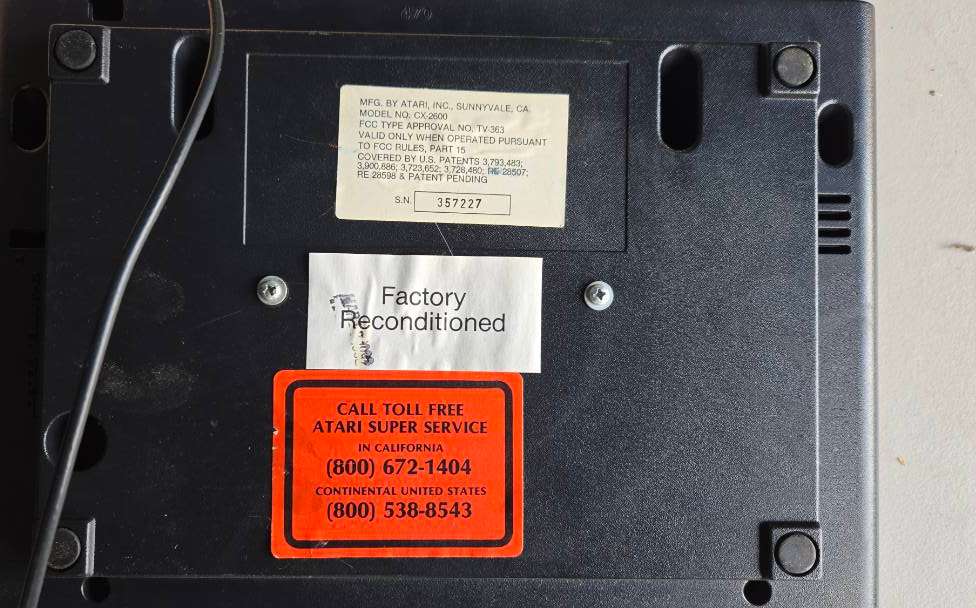 MFG. BY ATARI, INC., SUNNYVALE, CA.
MODEL NO. CX-2600
FCC TYPE APPROVAL NO. TV-363
VALID ONLY WHEN OPERATED PURSUANT
TO FCC RULES, PART 15
COVERED BY U.S. PATENTS 3,793,483;
3,900,886; 3,723,652; 3,728,480; RE 28507;
RE 28598 & PATENT PENDING
S.N. 357227
Factory
Reconditioned
CALL TOLL FREE
ATARI SUPER SERVICE
IN CALIFORNIA
(800) 672-1404
CONTINENTAL UNITED STATES
(800) 538-8543